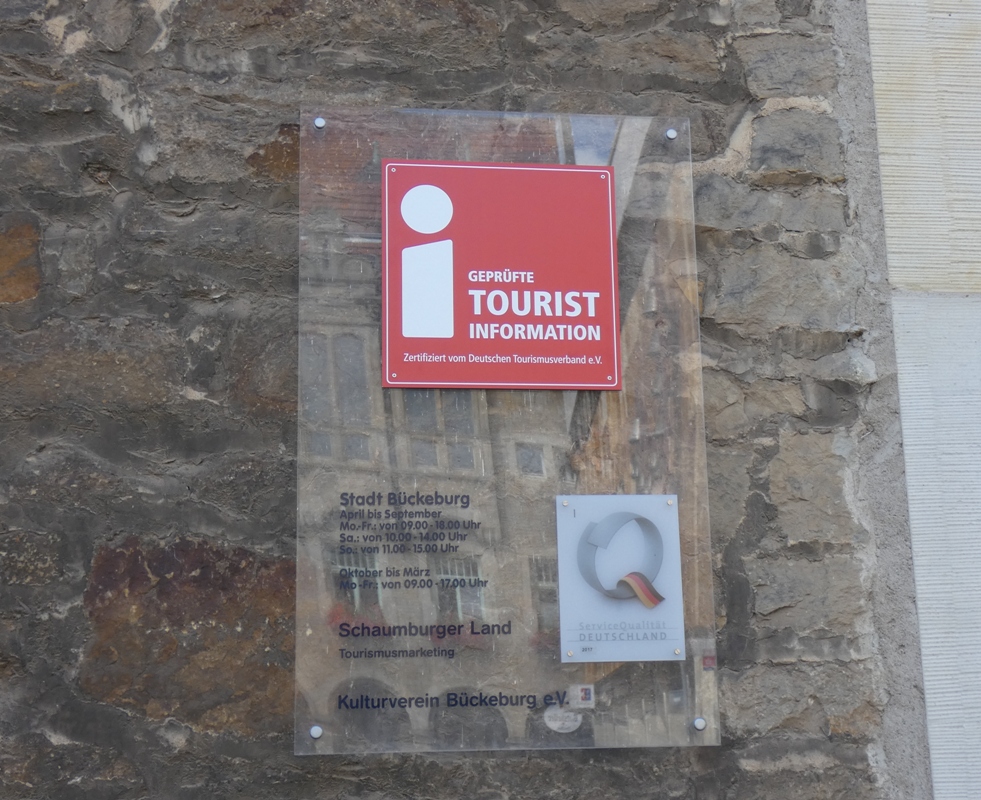 GEPRÜFTE
TOURIST
INFORMATION
Zertifiziert vom Deutschen Tourismusverband e.V.
Stadt Bückeburg
April bis September
Mo.-Fr.: von 09.00 - 18.00 Uhr
Sa.: von 10.00 - 14.00 Uhr
So.: von 11.00 - 15.00 Uhr
Oktober bis März
Mo -Fr.: von 09.00 - 17.00 Uhr
ServiceQualität
DEUTSCHLAND
Schaumburger Land
Tourismusmarketing
Kulturverein Bückeburg e.V.